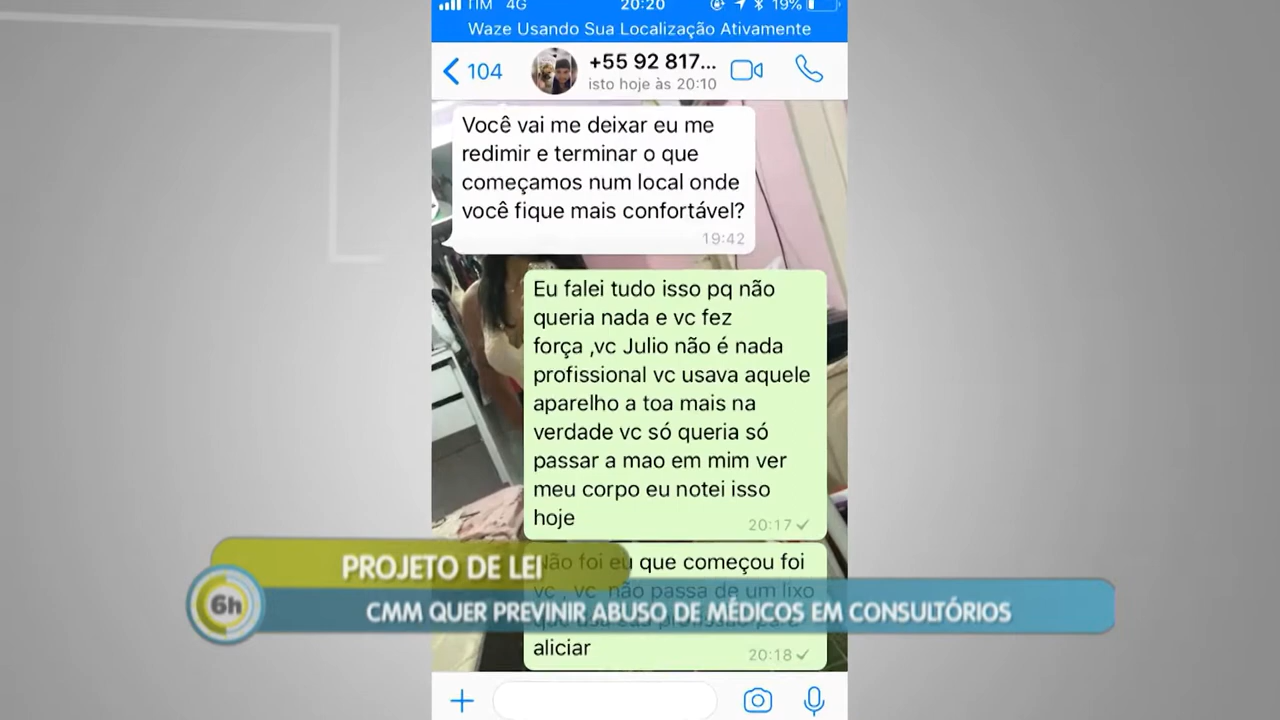 TIM 4G 20:20 19%
Waze Usando Sua Localização Ativamente
104 +55 92 817...
isto hoje às 20:10
Você vai me deixar eu me
redimir e terminar o que
começamos num local onde
você fique mais confortável?
19:42
Eu falei tudo isso pq não
queria nada e vc fez
força ,vc Julio não é nada
profissional vc usava aquele
aparelho a toa mais na
verdade vc só queria só
passar a mao em mim ver
meu corpo eu notei isso
hoje
20:17
Não foi eu que começou foi
vc , vc não passa de um lixo
que usa
aliciar
20:18
PROJETO DE LEI
6h
CMM QUER PREVINIR ABUSO DE MÉDICOS EM CONSULTÓRIOS